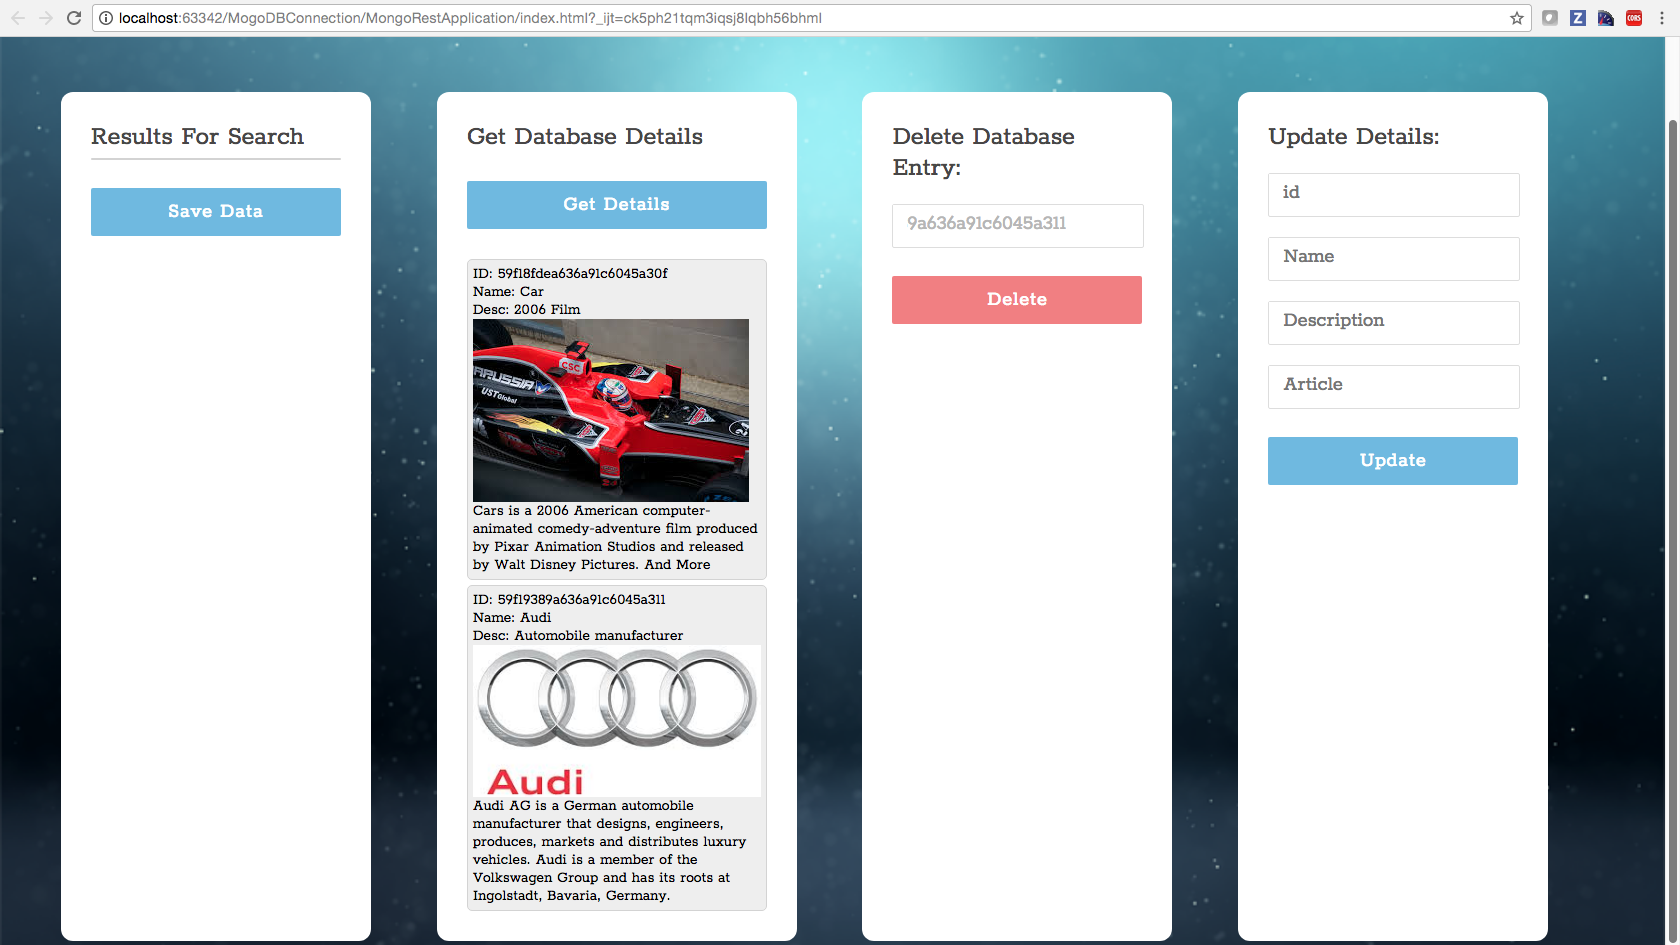 localhost:63342/MogoDBConnection/MongoRestApplication/index.html?_ijt=ck5ph21tqm3iqsj8lqbh56bhml
Z
CORS
Results For Search
Save Data
Get Database Details
Get Details
ID: 59f18fdea636a91c6045a30f
Name: Car
Desc: 2006 Film
CSC
MARUSSIA
UST Global
Cars is a 2006 American computer-
animated comedy-adventure film produced
by Pixar Animation Studios and released
by Walt Disney Pictures. And More
ID: 59f19389a636a91c6045a311
Name: Audi
Desc: Automobile manufacturer
Audi
Audi AG is a German automobile
manufacturer that designs, engineers,
produces, markets and distributes luxury
vehicles. Audi is a member of the
Volkswagen Group and has its roots at
Ingolstadt, Bavaria, Germany.
Delete Database
Entry:
9a636a91c6045a311
Delete
Update Details:
id
Name
Description
Article
Update